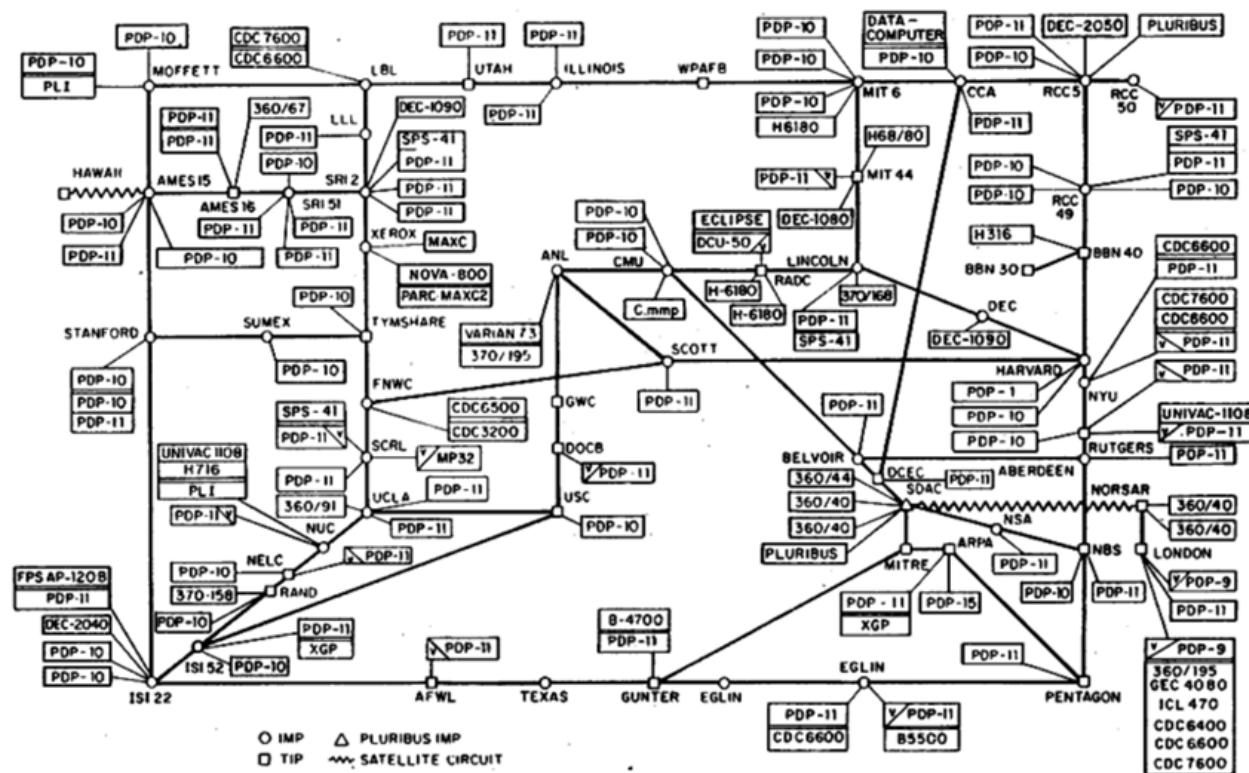 PDP-10
CDC 7600
CDC6600
PDP-11
PDP-11
PDP-10
DATA-
COMPUTER
PDP-10
PDP-11
DEC-2050
PLURIBUS
PDP-10
PLI
MOFFETT
LBL
UTAH
ILLINOIS
WPAFB
PDP-10
PDP-10
PDP-10
H6180
MIT 6
CCA
RCC 5
RCC
50
PDP-11
360/67
DEC-1090
PDP-11
PDP-11
PDP-11
PDP-11
LLL
PDP-11
SPS-41
PDP-11
H68/80
SPS-41
PDP-11
PDP-10
PDP-10
HAWAII
AMES 15
AMES 16
SRI 51
SRI 2
PDP-11
PDP-11
PDP-11
MIT 44
DEC-1080
PDP-10
PDP-10
RCC
49
PDP-10
PDP-11
PDP-10
PDP-11
PDP-11
PDP-11
XEROX
MAXC
NOVA-800
PARC-MAXC2
PDP-10
PDP-10
ECLIPSE
DCU-50
H316
BBN 40
BBN 30
CDC6600
PDP-11
ANL
CMU
C.mmp
RADC
H-6180
H-6180
LINCOLN
370/168
PDP-11
SPS-41
DEC
DEC-1090
CDC7600
CDC6600
PDP-11
PDP-11
STANFORD
SUMEX
PDP-10
TYMSHARE
PDP-10
VARIAN 73
370/195
SCOTT
PDP-11
HARVARD
PDP-1
PDP-10
PDP-10
NYU
PDP-10
PDP-10
PDP-11
FNWC
CDC6500
CDC3200
GWC
UNIVAC-1108
PDP-11
PDP-11
RUTGERS
SPS-41
PDP-11
SCRL
MP32
PDP-11
DOCB
PDP-11
PDP-11
BELVOIR
ABERDEEN
UNIVAC 1108
H716
PLI
PDP-11
360/91
UCLA
PDP-11
PDP-11
USC
PDP-10
360/44
360/40
360/40
PLURIBUS
DCEC
PDP-11
SDAC
NORSAR
360/40
360/40
NUC
NSA
PDP-11
NELC
PDP-11
PDP-10
370-158
RAND
PDP-10
MITRE
ARPA
PDP-11
XGP
PDP-15
NBS
PDP-10
PDP-11
LONDON
PDP-9
PDP-11
FPS AP-120B
PDP-11
DEC-2040
PDP-10
PDP-10
ISI 22
ISI 52
PDP-11
XGP
PDP-10
PDP-11
AFWL
TEXAS
B-4700
PDP-11
GUNTER
EGLIN
EGLIN
PDP-11
CDC6600
PDP-11
B5500
PDP-11
PENTAGON
PDP-9
360/195
GEC 4080
ICL 470
CDC6400
CDC6600
CDC7600
IMP
PLURIBUS IMP
TIP
SATELLITE CIRCUIT